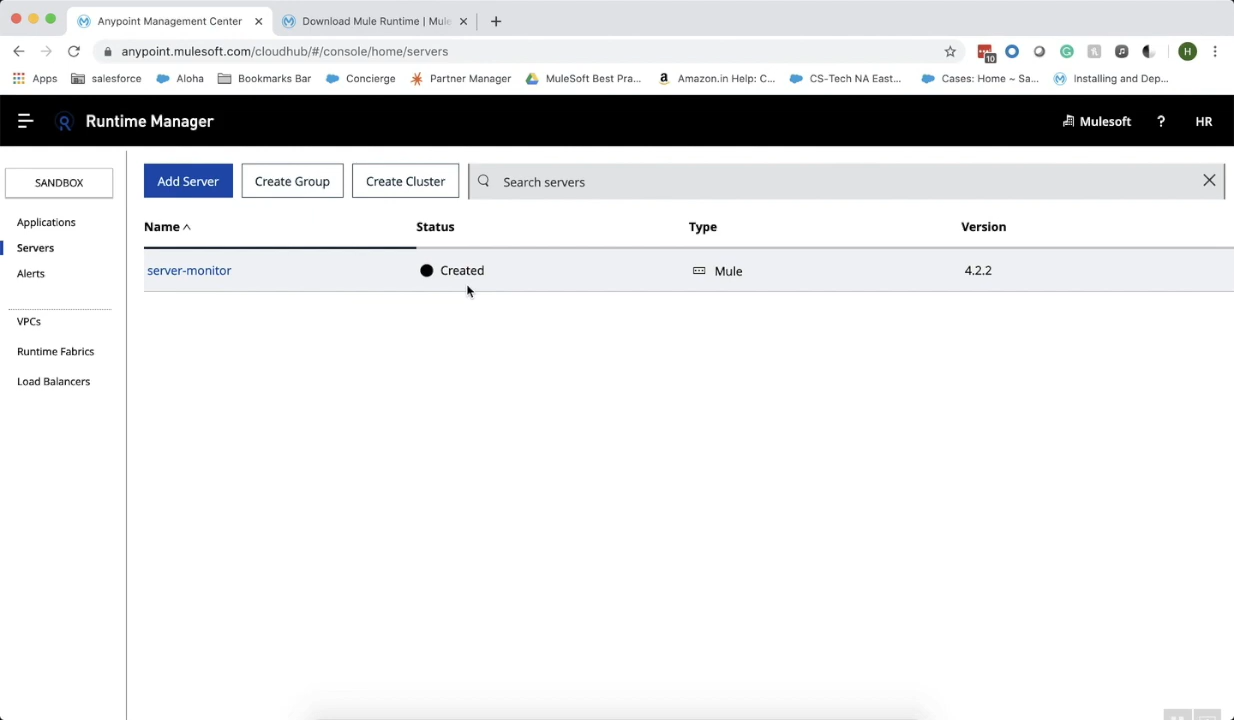 Anypoint Management Center
Download Mule Runtime | Mule
anypoint.mulesoft.com/cloudhub/#/console/home/servers
10
H
Apps salesforce Aloha Bookmarks Bar Concierge Partner Manager MuleSoft Best Pra... Amazon.in Help: C... CS-Tech NA East... Cases: Home ~ Sa... Installing and Dep...
Runtime Manager
Mulesoft ? HR
SANDBOX
Applications
Servers
Alerts
VPCs
Runtime Fabrics
Load Balancers
Add Server Create Group Create Cluster Search servers
Name Status Type Version
server-monitor Created Mule 4.2.2